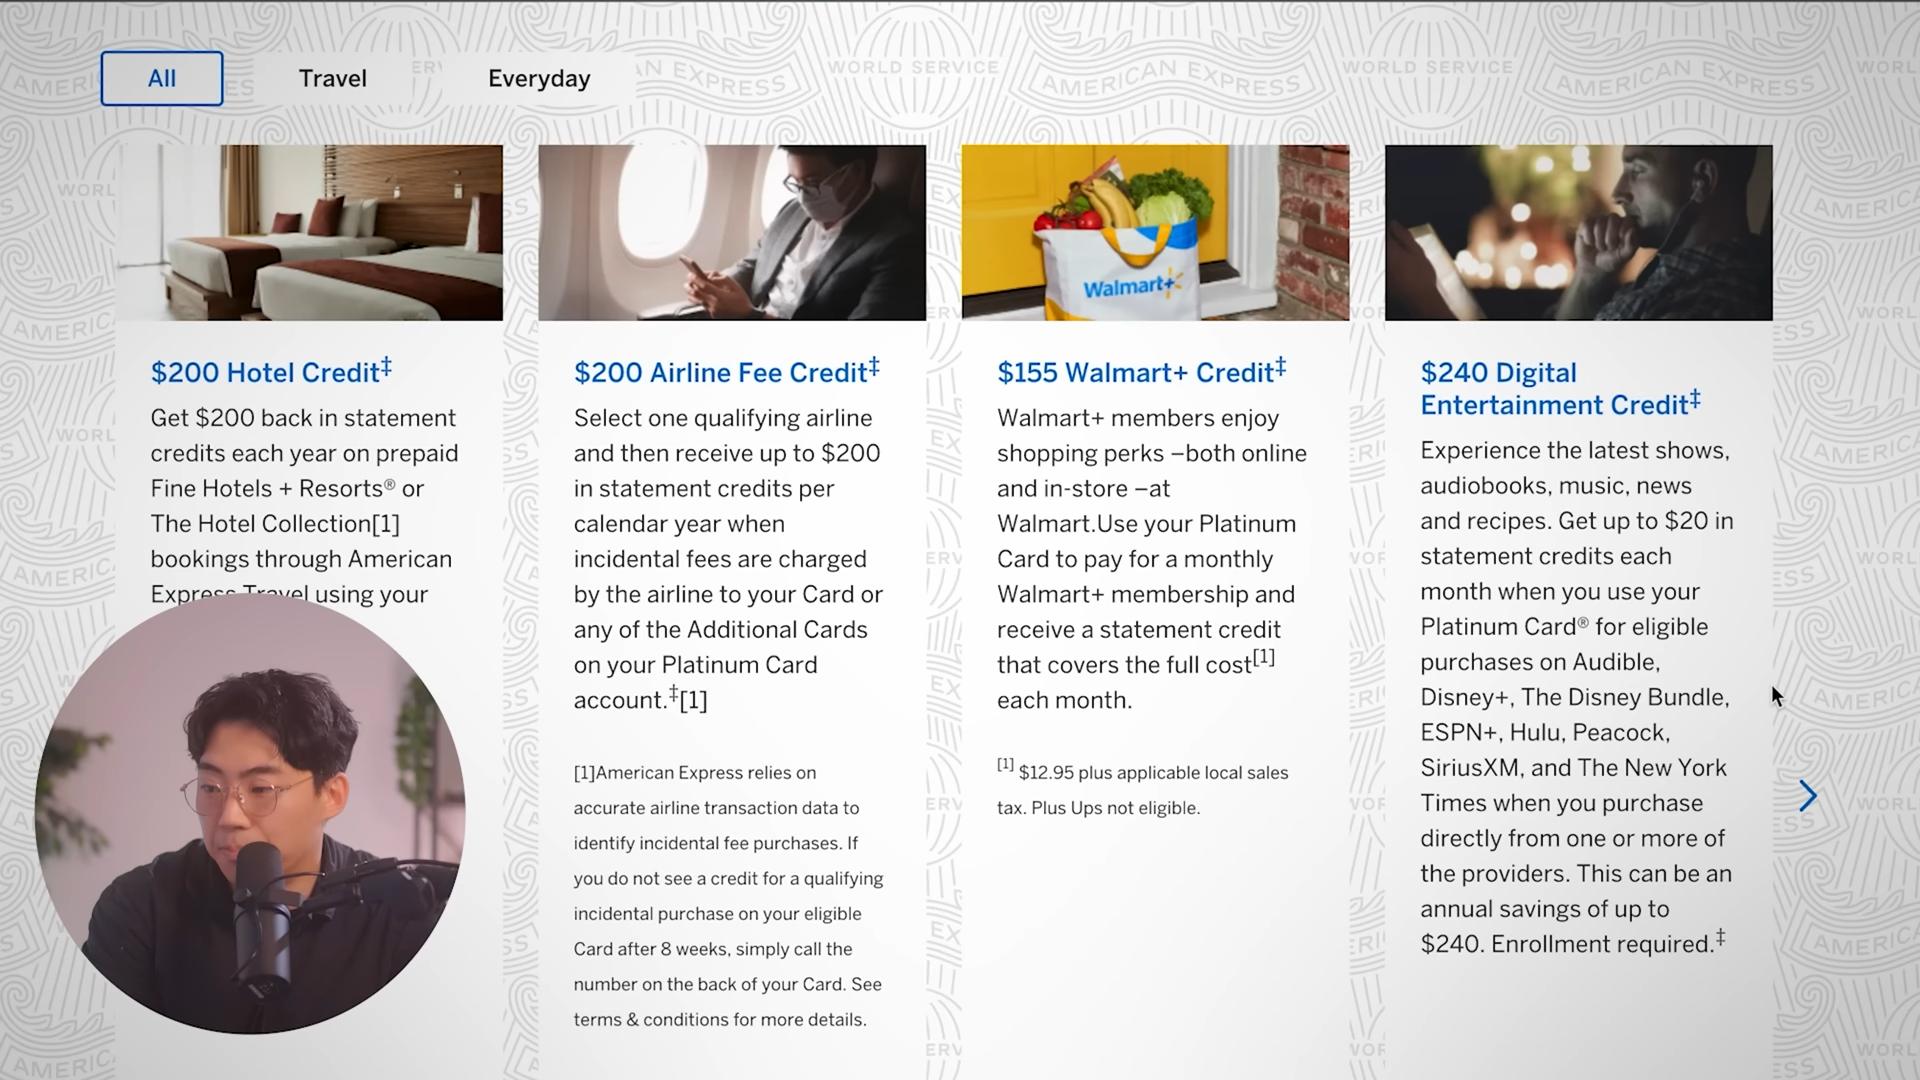 All
Travel
Everyday
$200 Hotel Credit‡
Get $200 back in statement
credits each year on prepaid
Fine Hotels + Resorts® or
The Hotel Collection[1]
bookings through American
Express Travel using your
$200 Airline Fee Credit‡
Select one qualifying airline
and then receive up to $200
in statement credits per
calendar year when
incidental fees are charged
by the airline to your Card or
any of the Additional Cards
on your Platinum Card
account.‡[1]
[1]American Express relies on
accurate airline transaction data to
identify incidental fee purchases. If
you do not see a credit for a qualifying
incidental purchase on your eligible
Card after 8 weeks, simply call the
number on the back of your Card. See
terms & conditions for more details.
Walmart+
$155 Walmart+ Credit‡
Walmart+ members enjoy
shopping perks –both online
and in-store –at
Walmart.Use your Platinum
Card to pay for a monthly
Walmart+ membership and
receive a statement credit
that covers the full cost[1]
each month.
[1] $12.95 plus applicable local sales
tax. Plus Ups not eligible.
$240 Digital
Entertainment Credit‡
Experience the latest shows,
audiobooks, music, news
and recipes. Get up to $20 in
statement credits each
month when you use your
Platinum Card® for eligible
purchases on Audible,
Disney+, The Disney Bundle,
ESPN+, Hulu, Peacock,
SiriusXM, and The New York
Times when you purchase
directly from one or more of
the providers. This can be an
annual savings of up to
$240. Enrollment required.‡
WORLD SERVICE
AMERICAN EXPRESS
WORLD SERVICE
AMERICAN EXPRESS